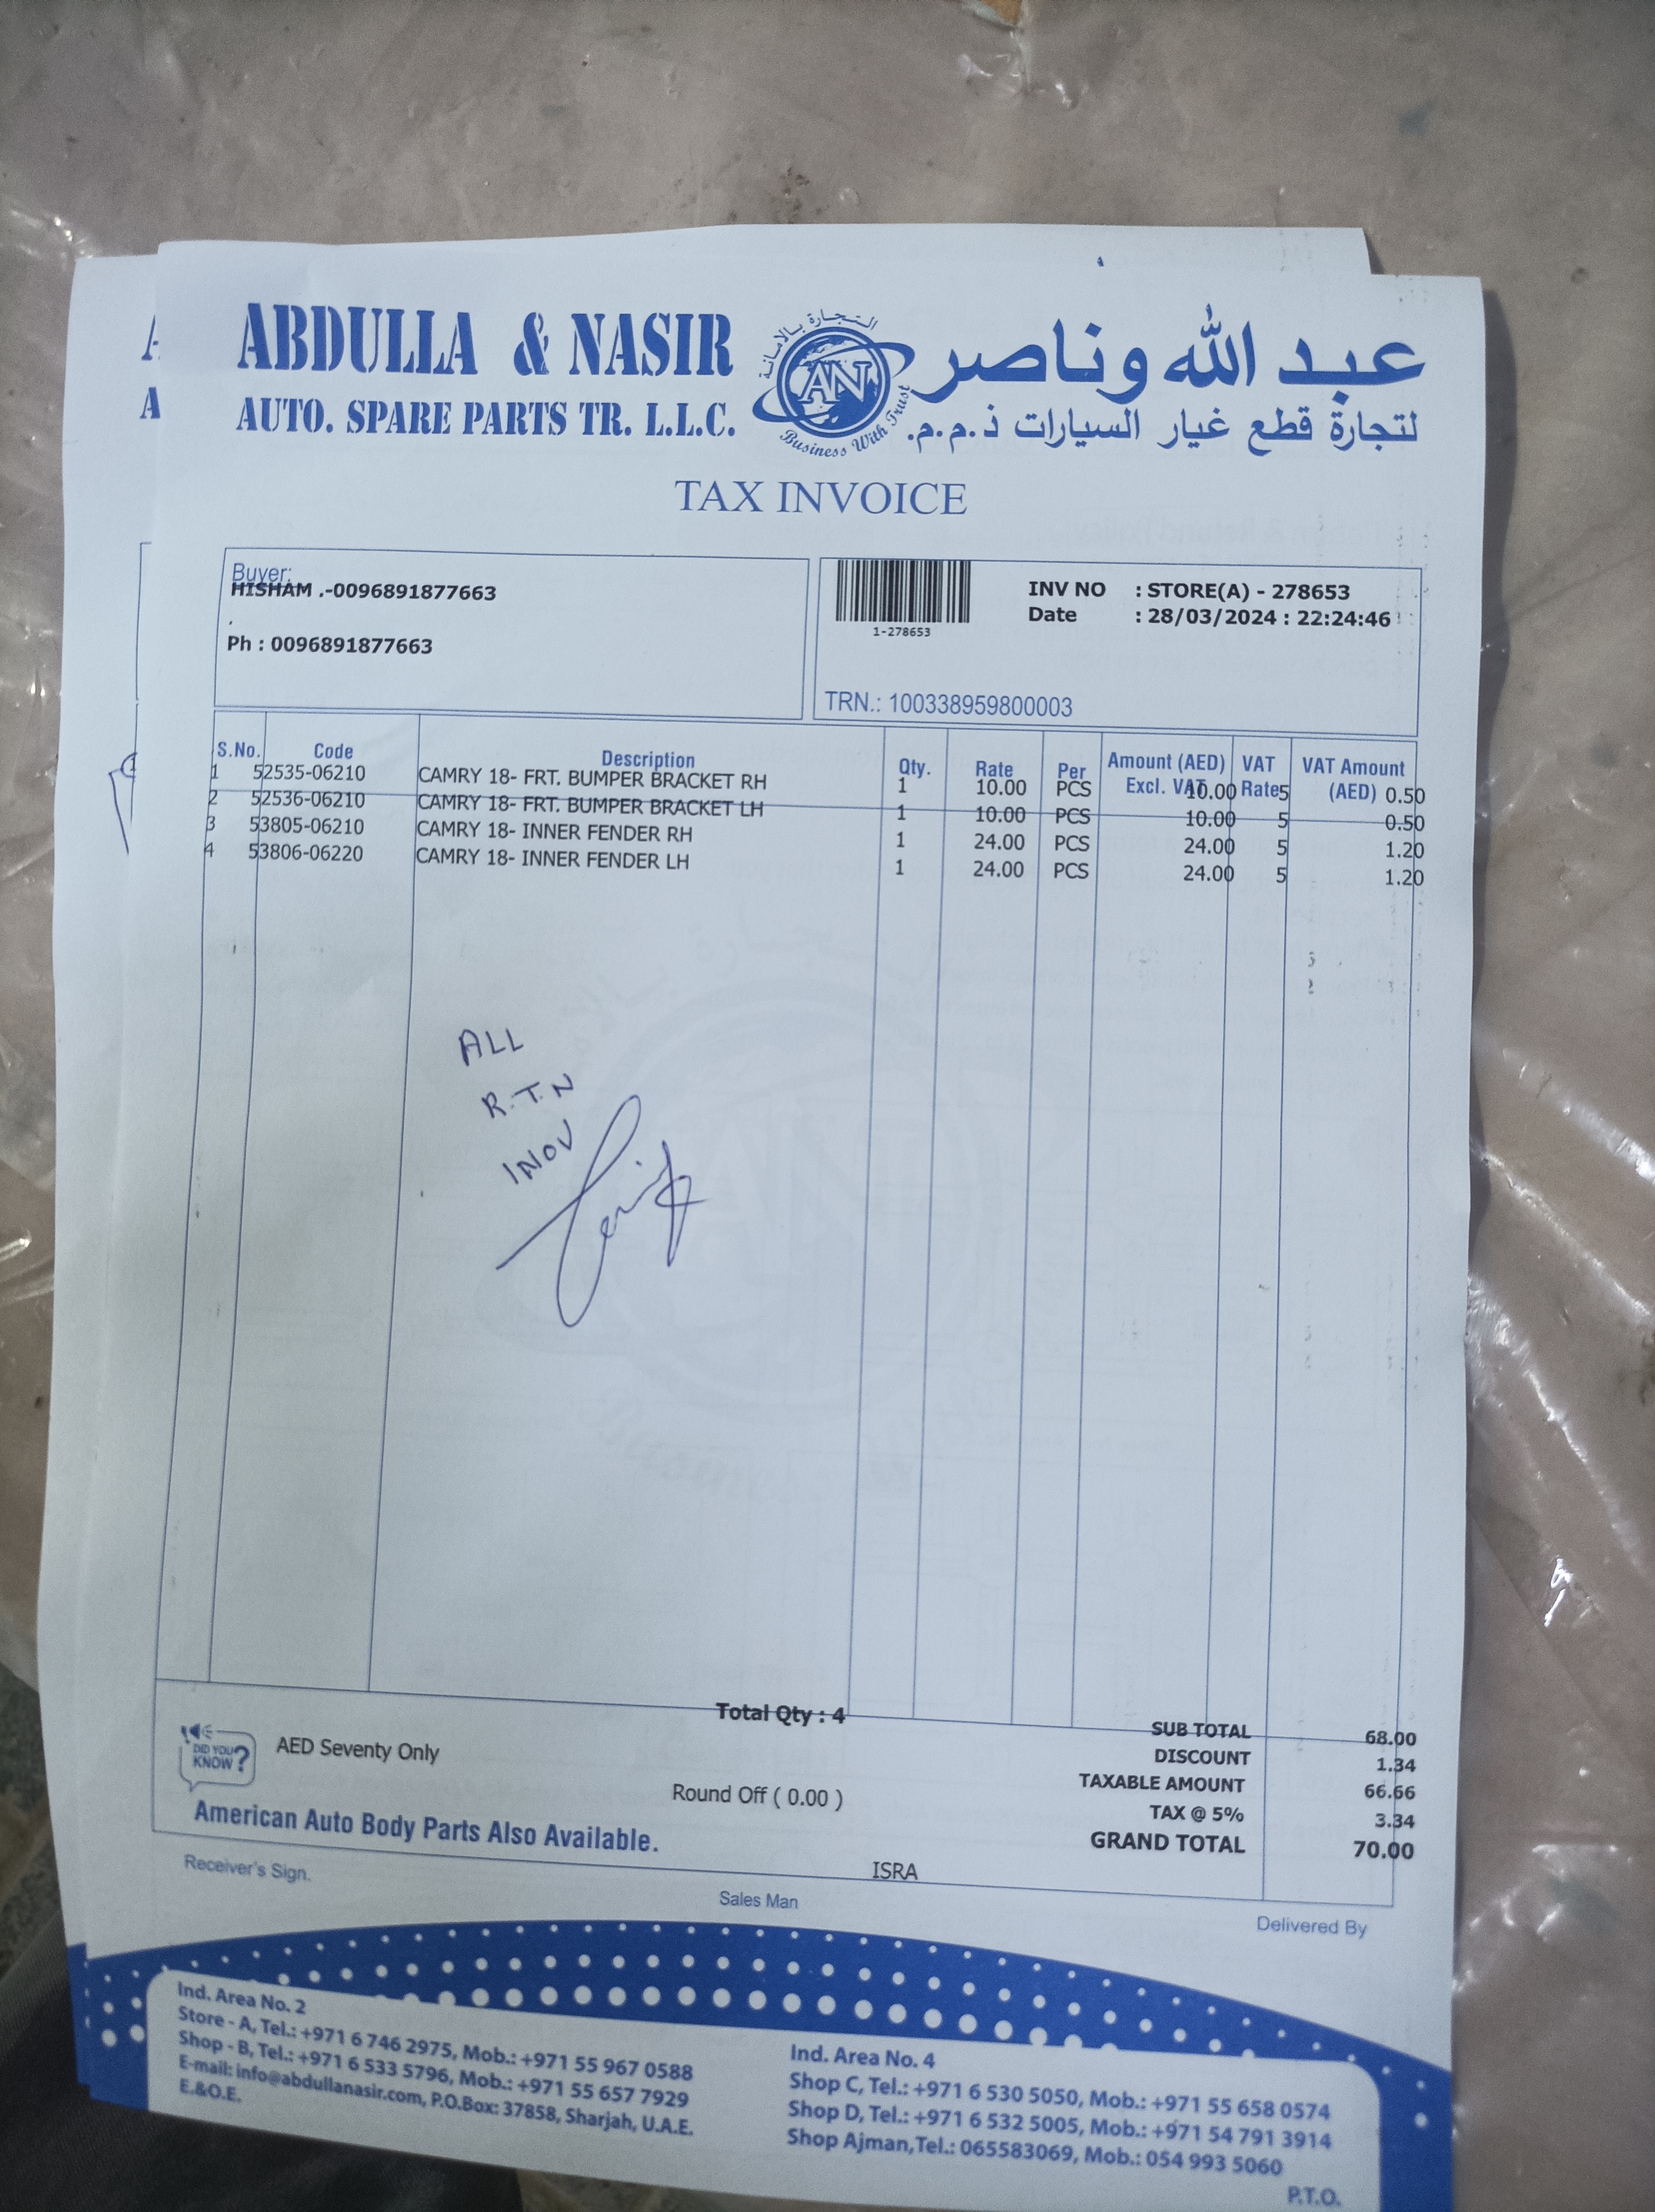 ABDULLA & NASIR
AUTO. SPARE PARTS TR. L.L.C.
التجارة بالامانة
AN
Business With Trust
عبد الله وناصر
لتجارة قطع غيار السيارات ذ.م.م.
A
A
TAX INVOICE
Buyer:
HISHAM .-0096891877663
.
Ph : 0096891877663
1-278653
INV NO : STORE(A) - 278653
Date : 28/03/2024 : 22:24:46
TRN.: 100338959800003
S.No. Code Description Qty. Rate Per Amount (AED) Excl. VAT VAT Rate VAT Amount (AED)
1 52535-06210 CAMRY 18- FRT. BUMPER BRACKET RH 1 10.00 PCS 10.00 5 0.50
2 52536-06210 CAMRY 18- FRT. BUMPER BRACKET LH 1 10.00 PCS 10.00 5 0.50
3 53805-06210 CAMRY 18- INNER FENDER RH 1 24.00 PCS 24.00 5 1.20
4 53806-06220 CAMRY 18- INNER FENDER LH 1 24.00 PCS 24.00 5 1.20
ALL
R.T.N
INOV
Total Qty : 4
SUB TOTAL 68.00
DISCOUNT 1.34
TAXABLE AMOUNT 66.66
TAX @ 5% 3.34
GRAND TOTAL 70.00
DID YOU KNOW?
AED Seventy Only
Round Off ( 0.00 )
American Auto Body Parts Also Available.
Receiver's Sign.
ISRA
Sales Man
Delivered By
Ind. Area No. 2
Store - A, Tel.: +971 6 746 2975, Mob.: +971 55 967 0588
Shop - B, Tel.: +971 6 533 5796, Mob.: +971 55 657 7929
E-mail: info@abdullanasir.com, P.O.Box: 37858, Sharjah, U.A.E.
E.&O.E.
Ind. Area No. 4
Shop C, Tel.: +971 6 530 5050, Mob.: +971 55 658 0574
Shop D, Tel.: +971 6 532 5005, Mob.: +971 54 791 3914
Shop Ajman,Tel.: 065583069, Mob.: 054 993 5060
P.T.O.